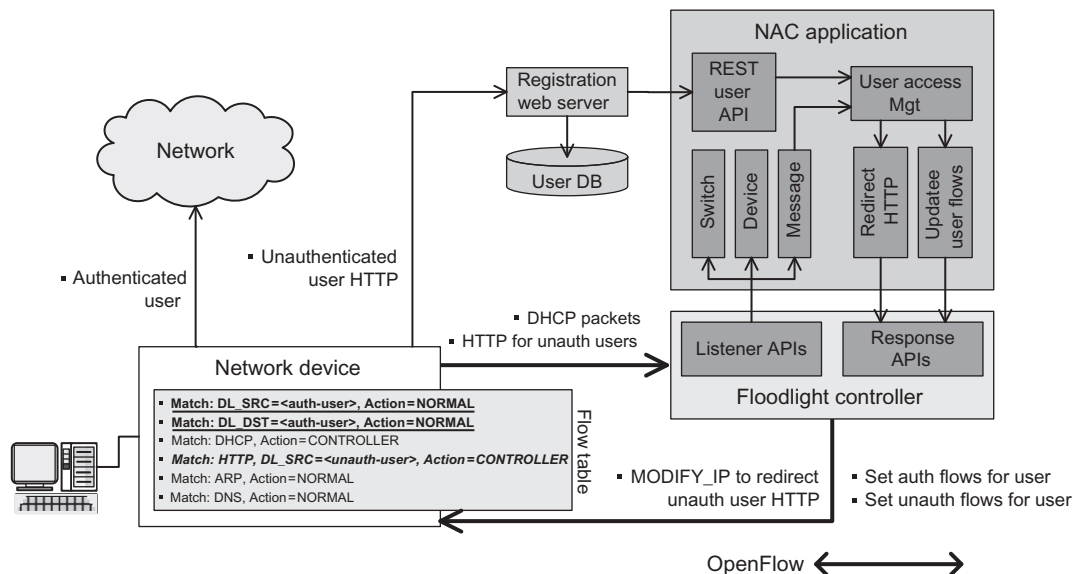 NAC application
REST
user
API
User access
Mgt
Registration
web server
User DB
Switch
Device
Message
Redirect
HTTP
Updatee
user flows
Network
▪ Authenticated
user
▪ Unauthenticated
user HTTP
▪ DHCP packets
▪ HTTP for unauth users
Listener APIs
Response
APIs
Floodlight controller
Network device
▪ Match: DL_SRC=<auth-user>, Action=NORMAL
▪ Match: DL_DST=<auth-user>, Action=NORMAL
▪ Match: DHCP, Action=CONTROLLER
▪ Match: HTTP, DL_SRC=<unauth-user>, Action=CONTROLLER
▪ Match: ARP, Action=NORMAL
▪ Match: DNS, Action=NORMAL
Flow table
▪ MODIFY_IP to redirect
unauth user HTTP
▪ Set auth flows for user
▪ Set unauth flows for user
OpenFlow